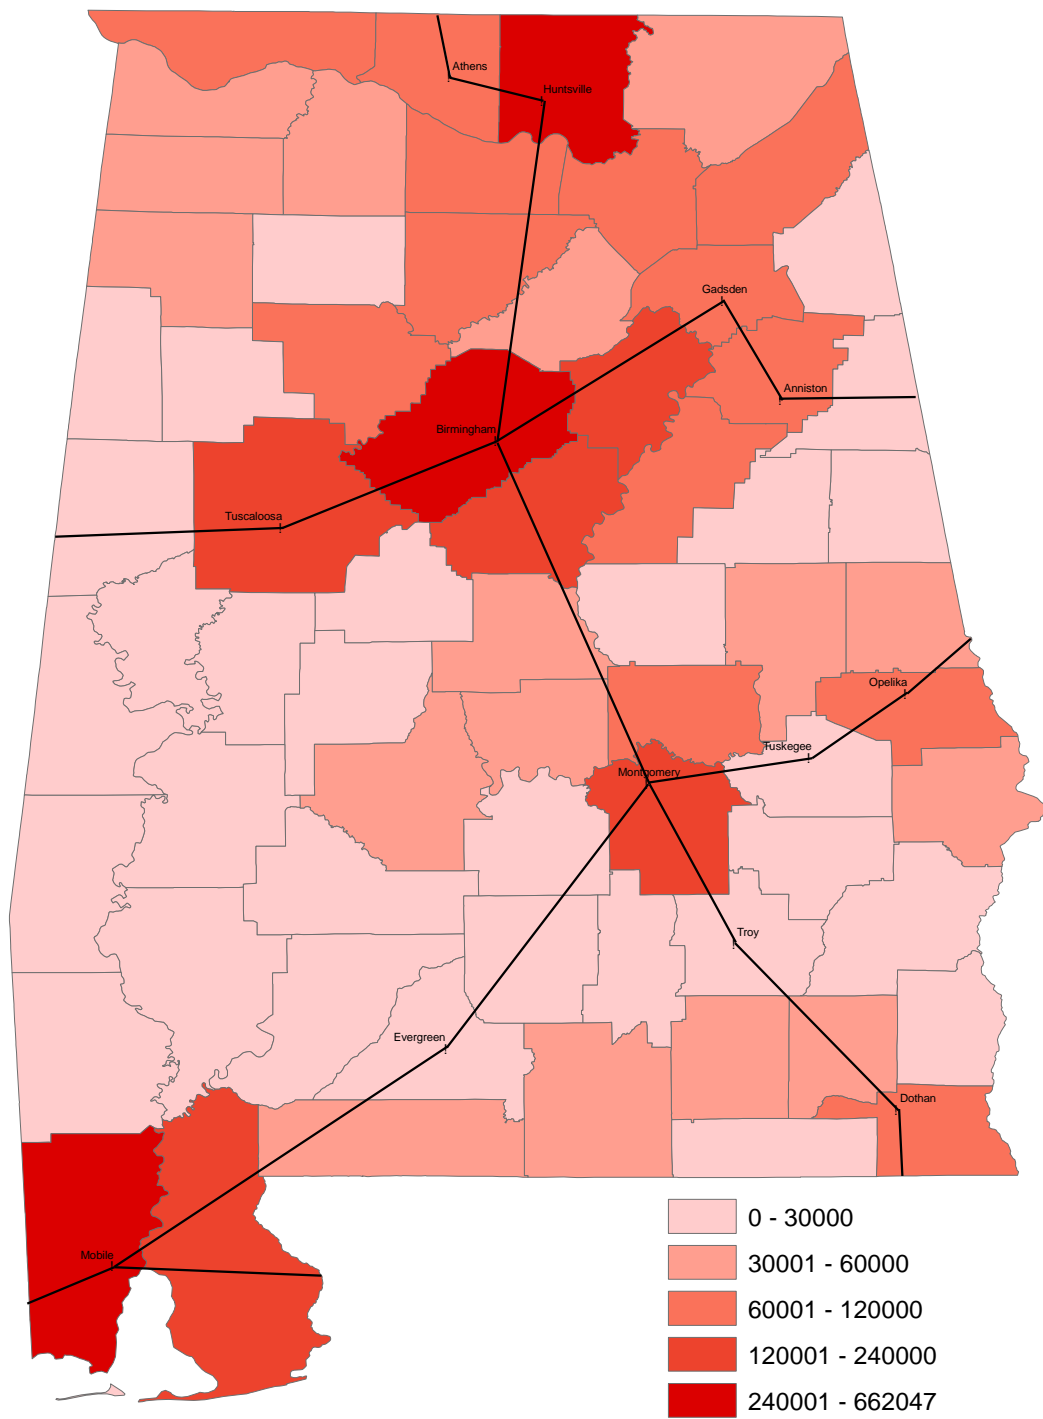 Athens
Huntsville
Gadsden
Anniston
Birmingham
Tuscaloosa
Opelika
Tuskegee
Montgomery
Troy
Evergreen
Dothan
Mobile
0 - 30000
30001 - 60000
60001 - 120000
120001 - 240000
240001 - 662047